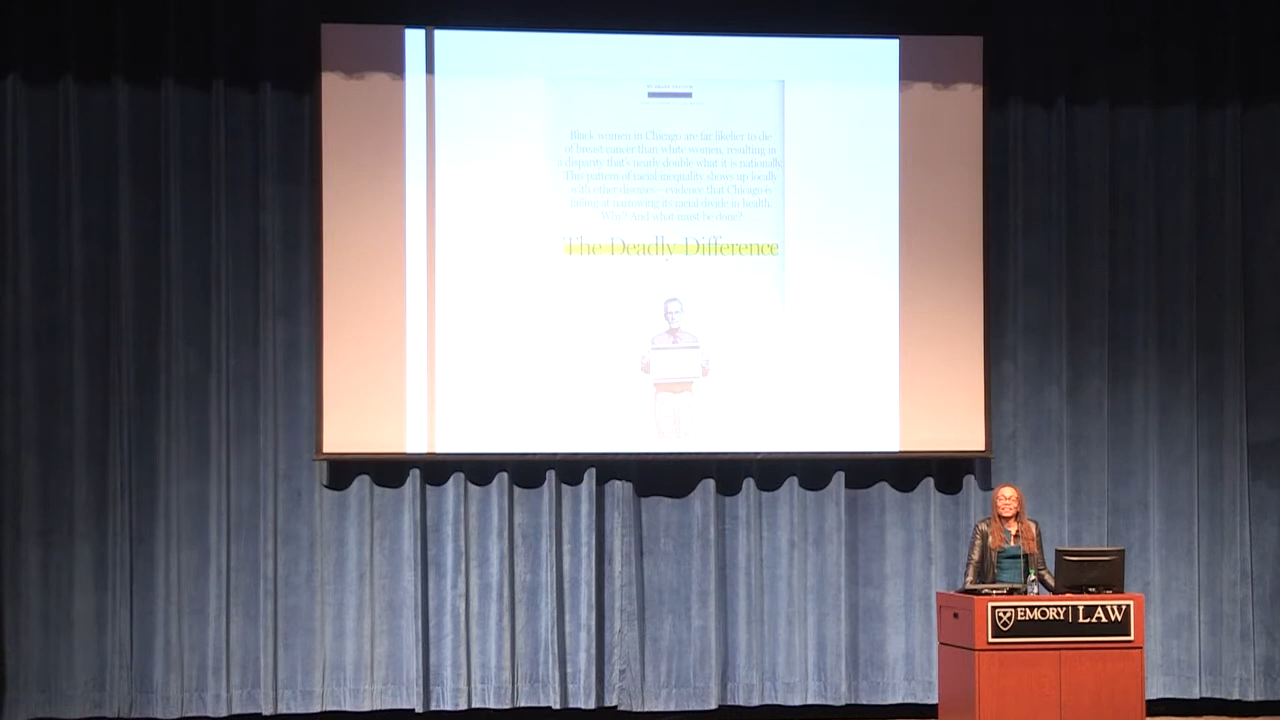 Black women in Chicago are far likelier to die
of breast cancer than white women, resulting in
a disparity that's nearly double what it is nationally.
This pattern of racial inequality shows up locally
with other diseases—evidence that Chicago is
failing at narrowing its racial divide in health.
Why? And what must be done?
The Deadly Difference
EMORY | LAW